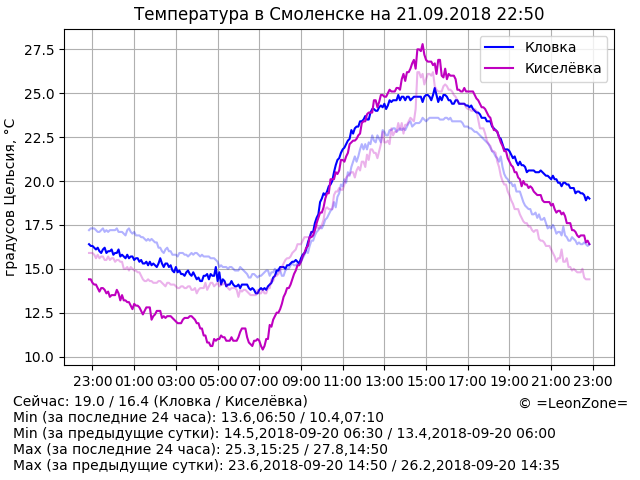 Температура в Смоленске на 21.09.2018 22:50
градусов Цельсия, °C
27.5
25.0
22.5
20.0
17.5
15.0
12.5
10.0
Кловка
Киселёвка
23:00 01:00 03:00 05:00 07:00 09:00 11:00 13:00 15:00 17:00 19:00 21:00 23:00
Сейчас: 19.0 / 16.4 (Кловка / Киселёвка)
© =LeonZone=
Min (за последние 24 часа): 13.6,06:50 / 10.4,07:10
Min (за предыдущие сутки): 14.5,2018-09-20 06:30 / 13.4,2018-09-20 06:00
Max (за последние 24 часа): 25.3,15:25 / 27.8,14:50
Max (за предыдущие сутки): 23.6,2018-09-20 14:50 / 26.2,2018-09-20 14:35